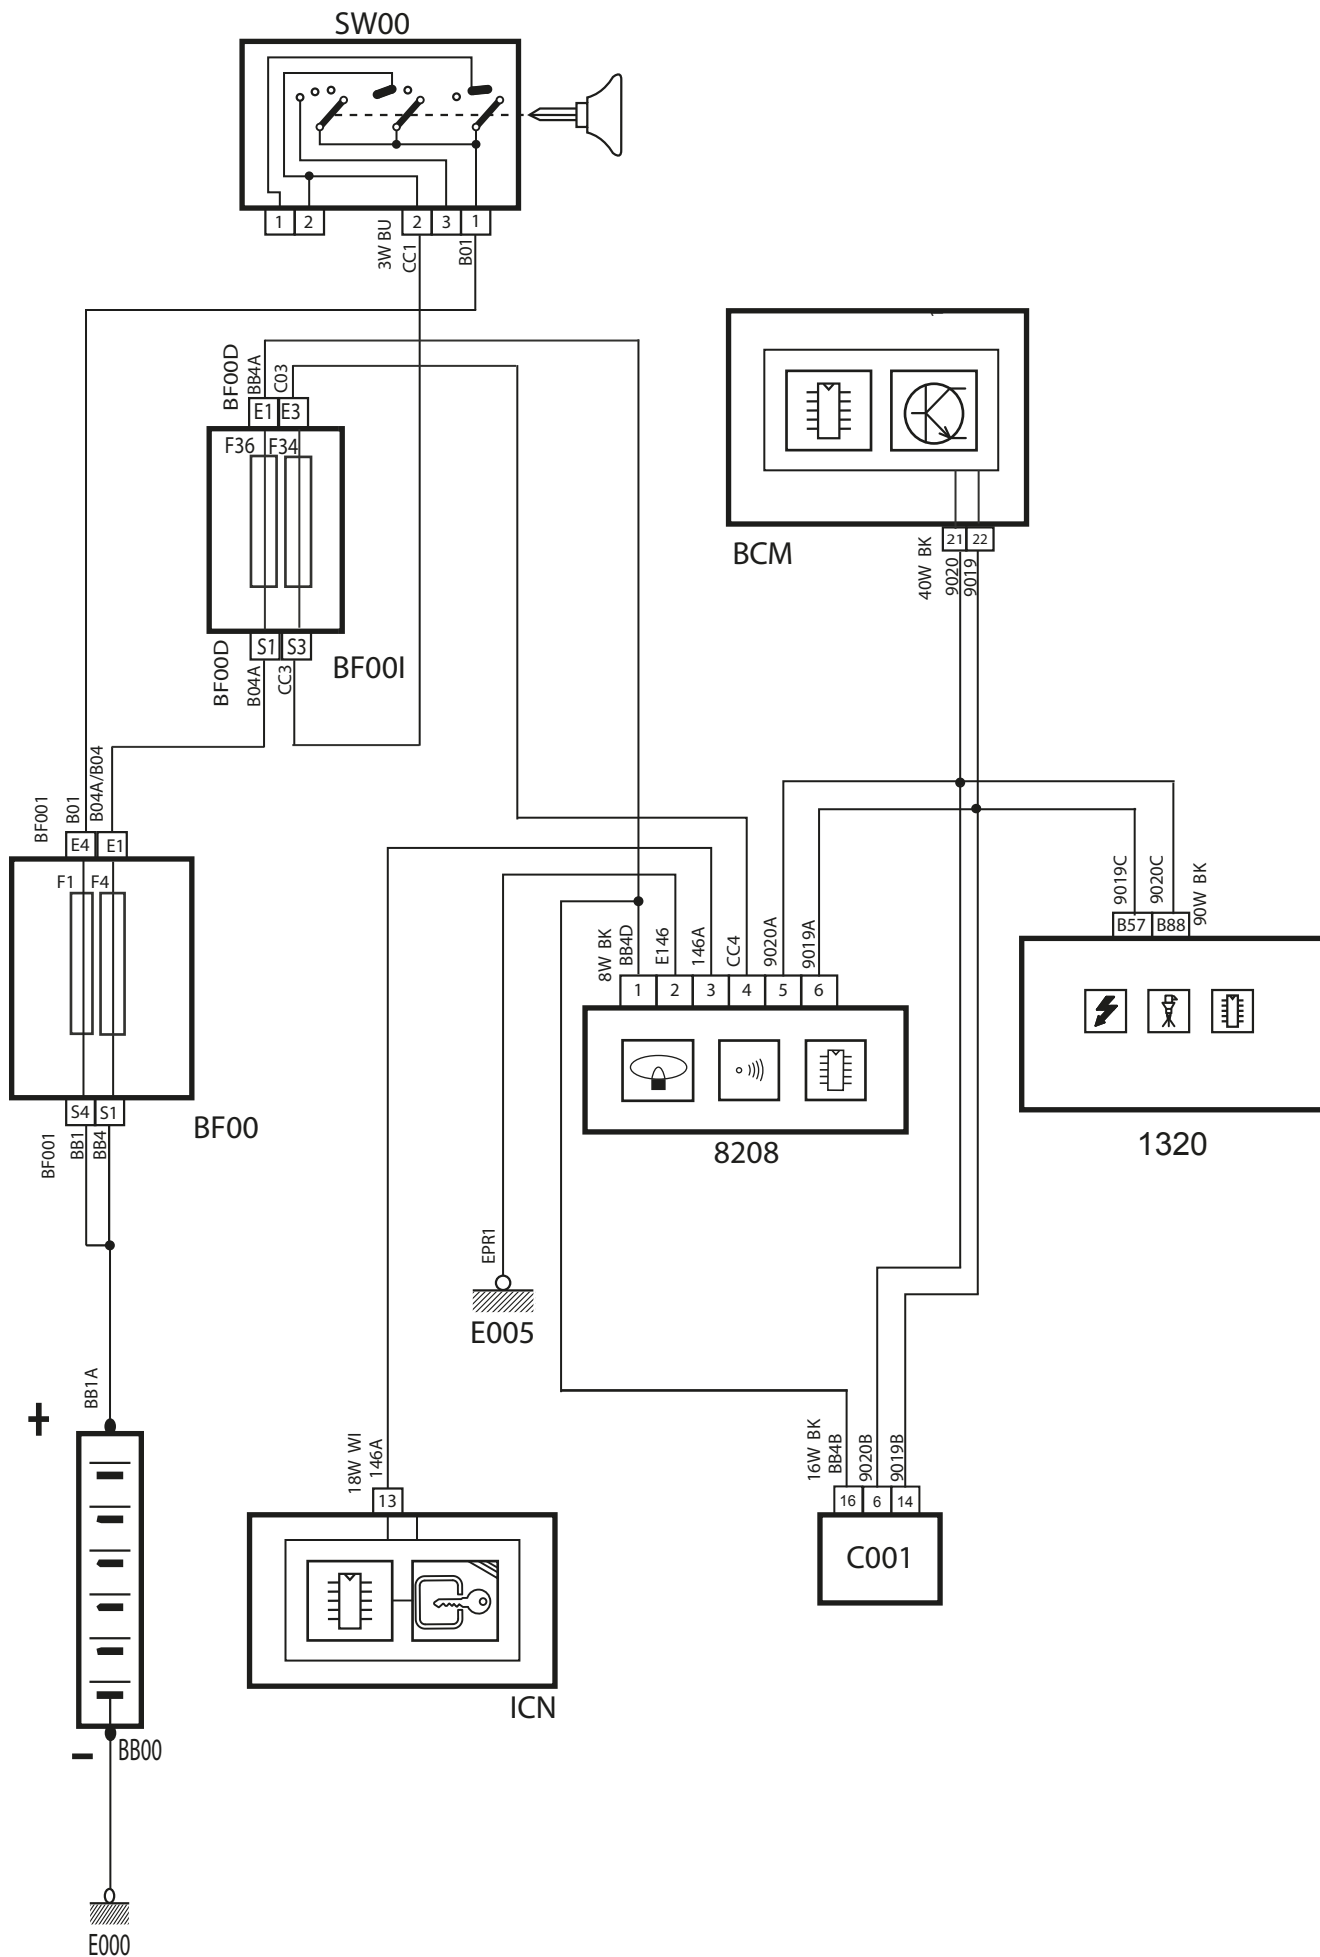 SW00
1 2 2 3 1
3W BU
CC1
B01
BF00D
BB4A
C03
E1 E3
F36 F34
S1 S3
BF00D
B04A
CC3
BF00I
BCM
21 22
40W BK
9020
9019
BF001
B01
B04A/B04
E4 E1
F1 F4
S4 S1
BF001
BB1
BB4
BF00
8W BK
BB4D
E146
146A
CC4
9020A
9019A
1 2 3 4 5 6
8208
9019C
9020C
90W BK
B57 B88
1320
EPR1
E005
BB1A
+
–
BB00
E000
18W WI
146A
13
ICN
16W BK
BB4B
9020B
9019B
16 6 14
C001